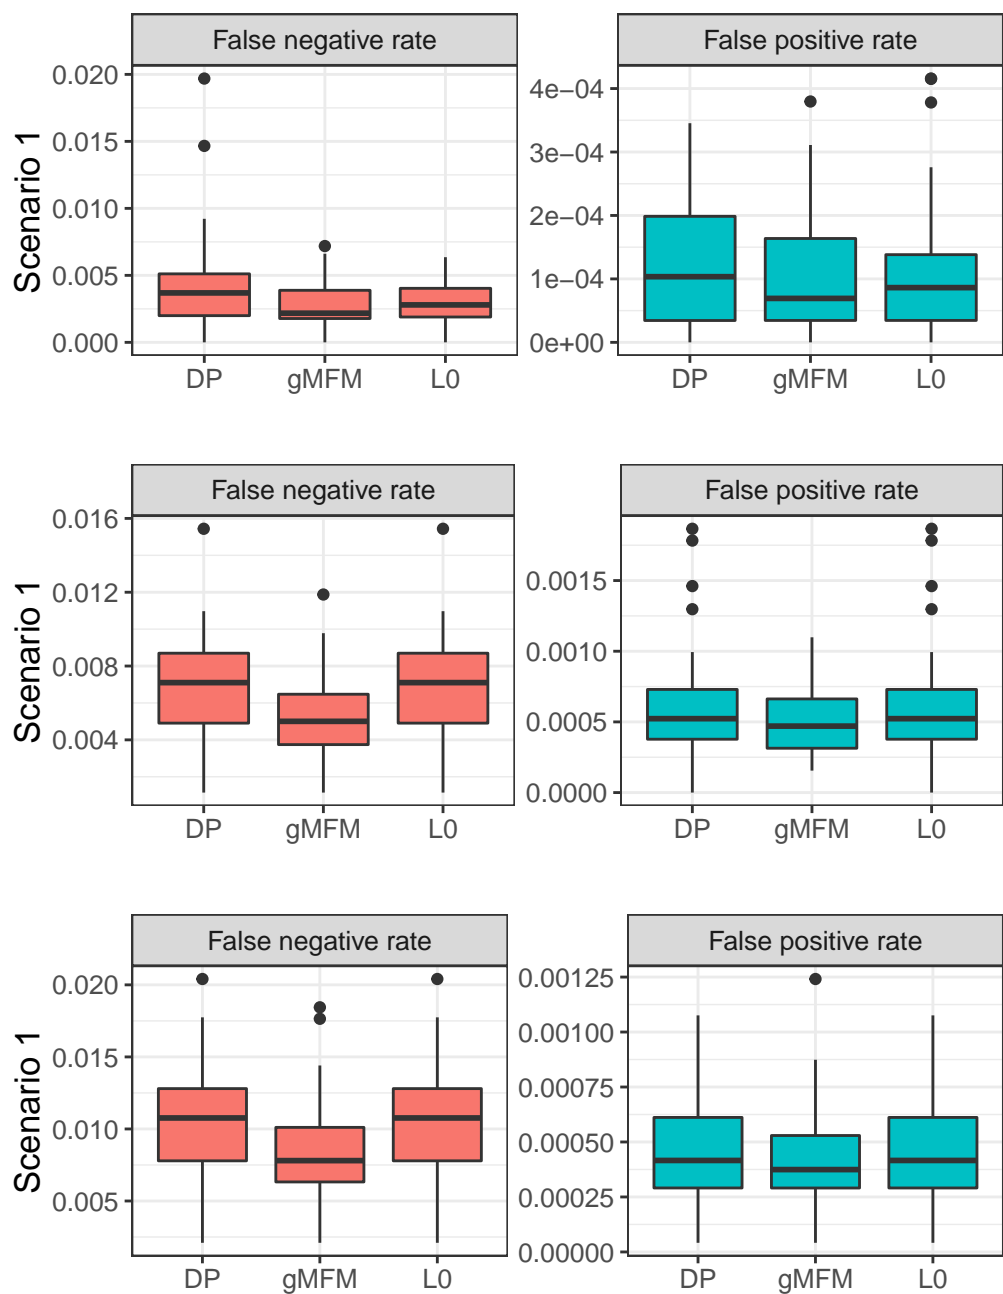 False negative rate
False positive rate
Scenario 1
0.020
0.015
0.010
0.005
0.000
4e−04
3e−04
2e−04
1e−04
0e+00
DP gMFM L0
DP gMFM L0
False negative rate
False positive rate
Scenario 1
0.016
0.012
0.008
0.004
0.0015
0.0010
0.0005
0.0000
DP gMFM L0
DP gMFM L0
False negative rate
False positive rate
Scenario 1
0.020
0.015
0.010
0.005
0.00125
0.00100
0.00075
0.00050
0.00025
0.00000
DP gMFM L0
DP gMFM L0